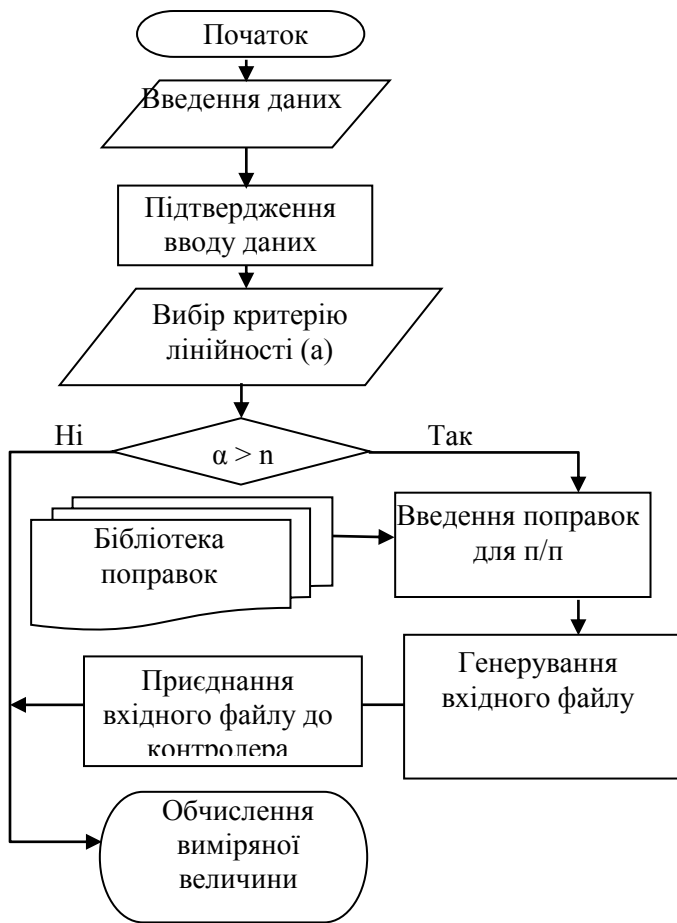 Початок
Введення даних
Підтвердження
вводу даних
Вибір критерію
лінійності (а)
Ні
α > n
Так
Бібліотека
поправок
Введення поправок
для п/п
Генерування
вхідного файлу
Приєднання
вхідного файлу до
контролера
Обчислення
виміряної
величини